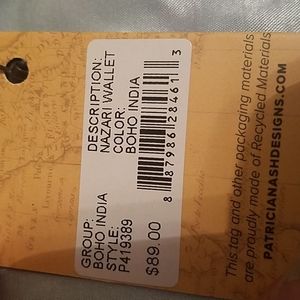 DESCRIPTION:
NAZARI WALLET
COLOR:
BOHO INDIA
8 87986 12846 1 3
GROUP:
BOHO INDIA
STYLE:
P419389
$89.00
This tag and other packaging materials
are proudly made of Recycled Materials
PATRICIANASHDESIGNS.COM